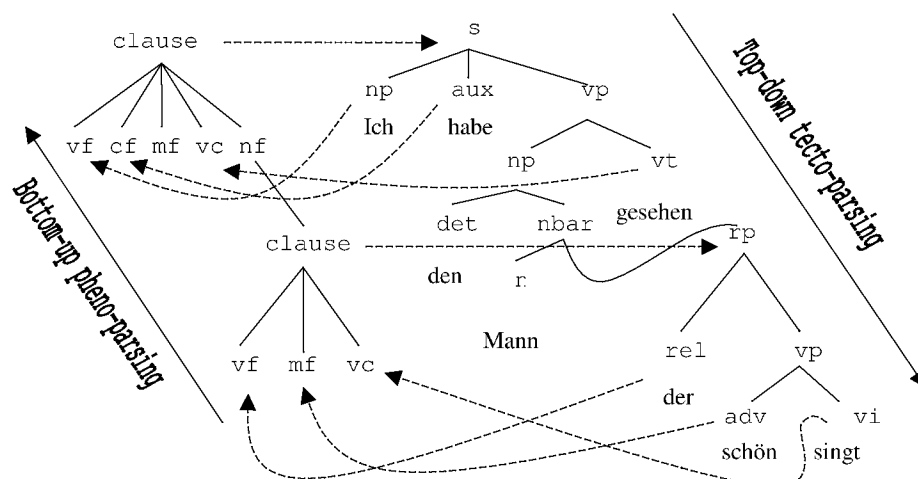 s
clause
np aux vp
Ich habe
vf cf mf vc nf
np vt
det nbar gesehen
clause rp
den n
Mann
vf mf vc rel vp
der
adv vi
schön singt
Bottom-up pheno-parsing
Top-down tecto-parsing